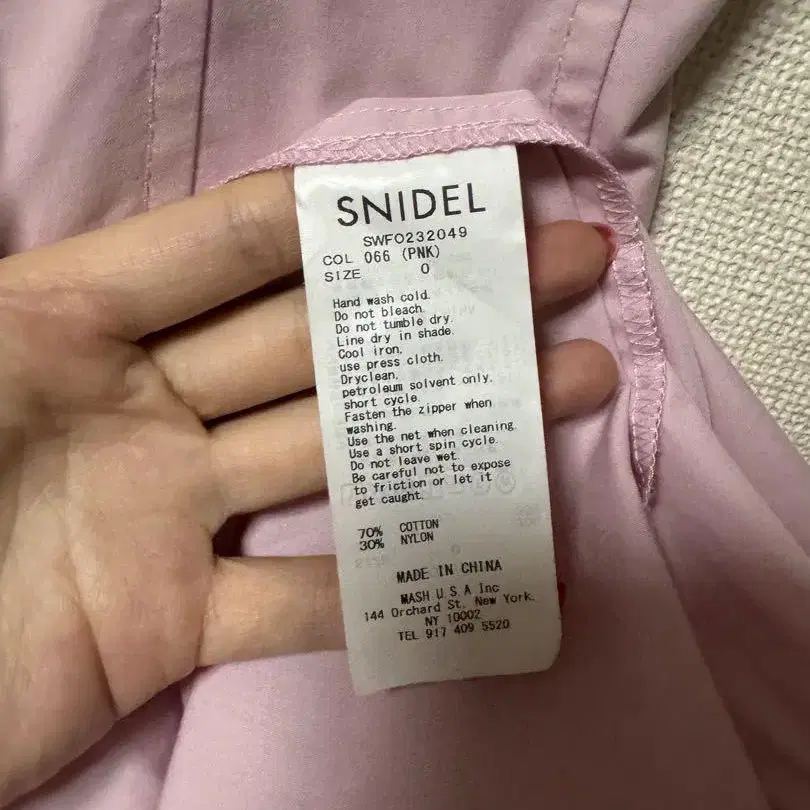 SNIDEL
SWFO232049
COL 066 (PNK)
SIZE 0
Hand wash cold.
Do not bleach.
Do not tumble dry.
Line dry in shade.
Cool iron,
use press cloth.
Dryclean,
petroleum solvent only,
short cycle.
Fasten the zipper when
washing.
Use the net when cleaning.
Use a short spin cycle.
Do not leave wet.
Be careful not to expose
to friction or let it
get caught.
70% COTTON
30% NYLON
MADE IN CHINA
MASH U.S.A Inc
144 Orchard St. New York.
NY 10002
TEL 917 409 5520